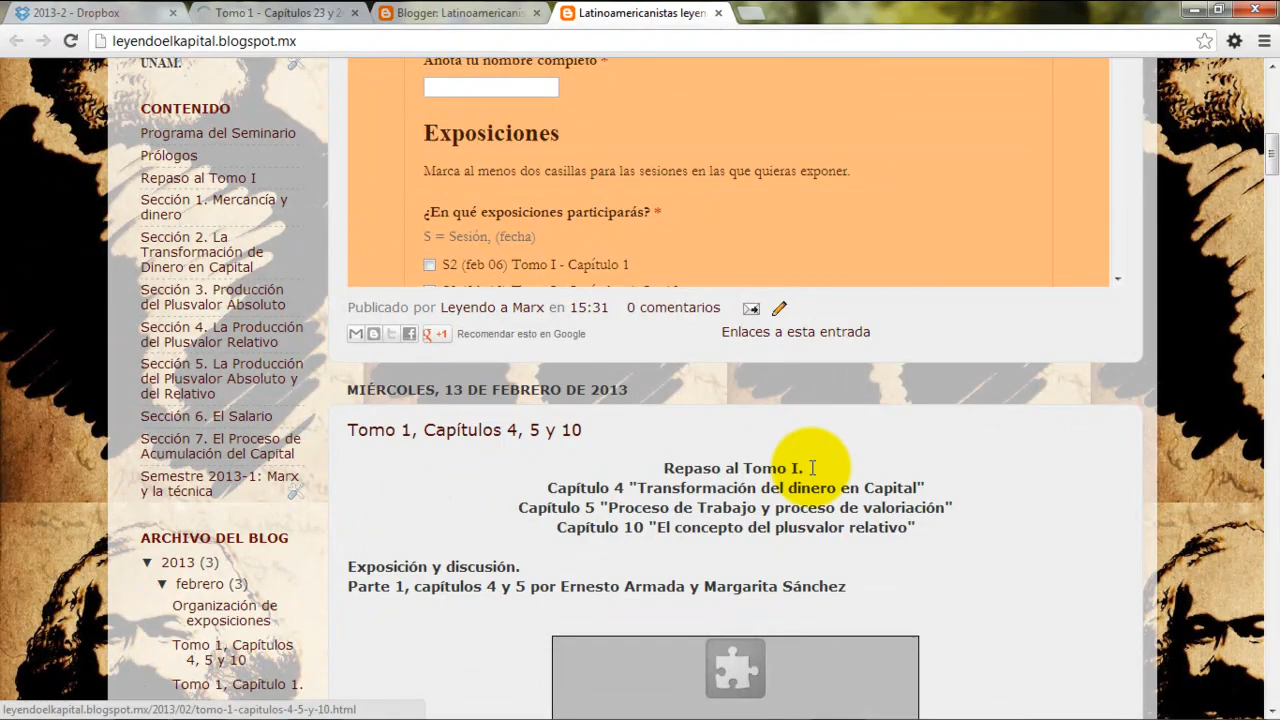 2013-2 - Dropbox
Tomo 1 - Capítulos 23 y 2
Blogger: Latinoamericanis
Latinoamericanistas leyen
leyendoelkapital.blogspot.mx
UNAM.
CONTENIDO
Programa del Seminario
Prólogos
Repaso al Tomo I
Sección 1. Mercancía y
dinero
Sección 2. La
Transformación de
Dinero en Capital
Sección 3. Producción
del Plusvalor Absoluto
Sección 4. La Producción
del Plusvalor Relativo
Sección 5. La Producción
del Plusvalor Absoluto y
del Relativo
Sección 6. El Salario
Sección 7. El Proceso de
Acumulación del Capital
Semestre 2013-1: Marx
y la técnica
ARCHIVO DEL BLOG
▼ 2013 (3)
▼ febrero (3)
Organización de
exposiciones
Tomo 1, Capítulos
4, 5 y 10
Tomo 1, Capítulo 1.
Anota tu nombre completo *
Exposiciones
Marca al menos dos casillas para las sesiones en las que quieras exponer.
¿En qué exposiciones participarás? *
S = Sesión, (fecha)
S2 (feb 06) Tomo I - Capítulo 1
Publicado por Leyendo a Marx en 15:31 0 comentarios
Enlaces a esta entrada
+1 Recomendar esto en Google
MIÉRCOLES, 13 DE FEBRERO DE 2013
Tomo 1, Capítulos 4, 5 y 10
Repaso al Tomo I.
Capítulo 4 "Transformación del dinero en Capital"
Capítulo 5 "Proceso de Trabajo y proceso de valoriación"
Capítulo 10 "El concepto del plusvalor relativo"
Exposición y discusión.
Parte 1, capítulos 4 y 5 por Ernesto Armada y Margarita Sánchez
leyendoelkapital.blogspot.mx/2013/02/tomo-1-capitulos-4-5-y-10.html